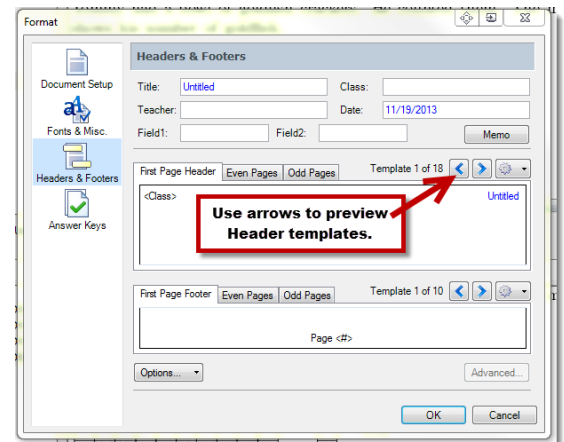 Format
Document Setup
Fonts & Misc.
Headers & Footers
Answer Keys
Headers & Footers
Title: Untitled Class:
Teacher: Date: 11/19/2013
Field1: Field2: Memo
First Page Header Even Pages Odd Pages Template 1 of 18
<Class> Untitled
Use arrows to preview
Header templates.
First Page Footer Even Pages Odd Pages Template 1 of 10
Page <#>
Options... Advanced...
OK Cancel